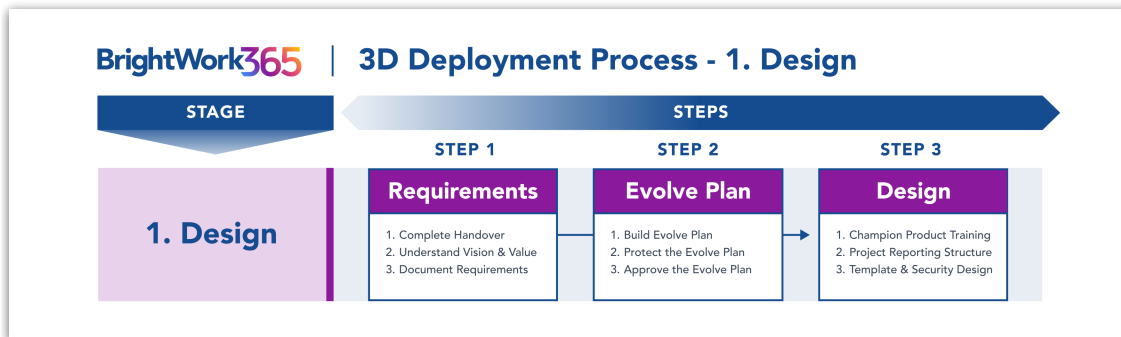 BrightWork365 | 3D Deployment Process - 1. Design
STAGE
STEPS
STEP 1
STEP 2
STEP 3
1. Design
Requirements
1. Complete Handover
2. Understand Vision & Value
3. Document Requirements
Evolve Plan
1. Build Evolve Plan
2. Protect the Evolve Plan
3. Approve the Evolve Plan
Design
1. Champion Product Training
2. Project Reporting Structure
3. Template & Security Design